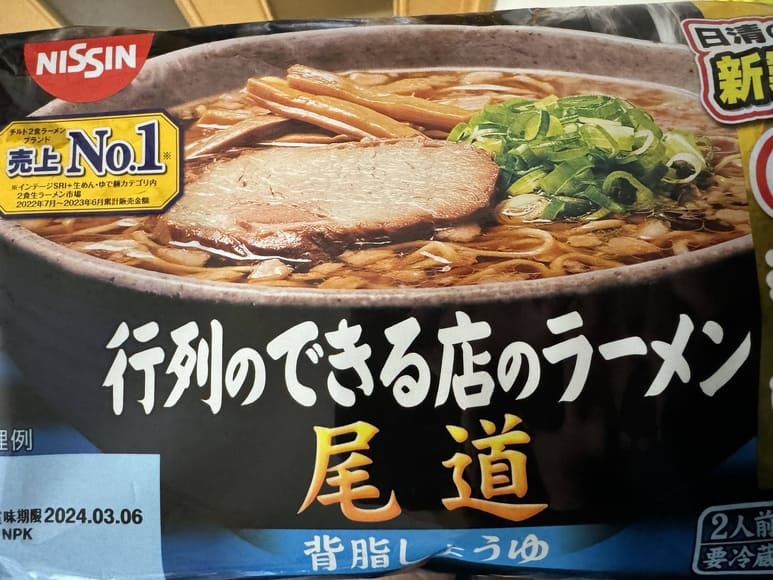 NISSIN
日清の
チルド2食ラーメン
ブランド
売上No.1※
※インテージSRI+生めん・ゆで麺カテゴリ内
2食生ラーメン市場
2022年7月～2023年6月累計販売金額
行列のできる店のラーメン
尾道
背脂しょうゆ
理例
賞味期限2024.03.06
NPK
2人前
要冷蔵